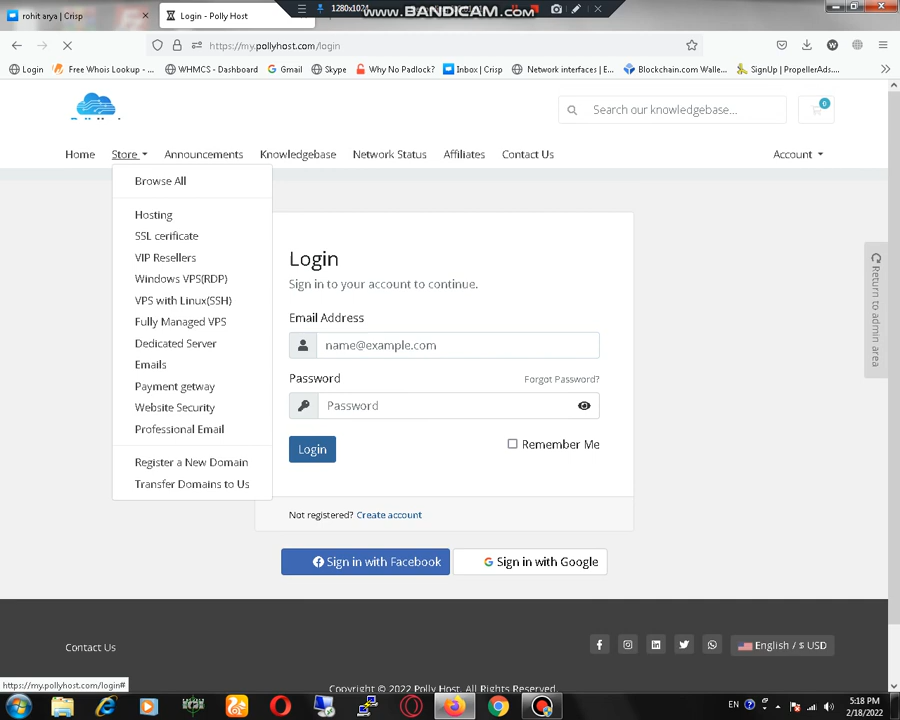 rohit arya | Crisp
Login - Polly Host
1280x1024
www.BANDICAM.com
https://my.pollyhost.com/login
Login
Free Whois Lookup - ...
WHMCS - Dashboard
Gmail
Skype
Why No Padlock?
Inbox | Crisp
Network interfaces | E...
Blockchain.com Walle...
SignUp | PropellerAds....
Search our knowledgebase...
0
Home
Store
Announcements
Knowledgebase
Network Status
Affiliates
Contact Us
Account
Browse All
Hosting
SSL cerificate
VIP Resellers
Windows VPS(RDP)
VPS with Linux(SSH)
Fully Managed VPS
Dedicated Server
Emails
Payment getway
Website Security
Professional Email
Register a New Domain
Transfer Domains to Us
Login
Sign in to your account to continue.
Email Address
name@example.com
Password
Forgot Password?
Password
Login
Remember Me
Not registered? Create account
Sign in with Facebook
Sign in with Google
Return to admin area
Contact Us
English / $ USD
https://my.pollyhost.com/login#
Copyright © 2022 Polly Host. All Rights Reserved.
EN
5:18 PM
2/18/2022